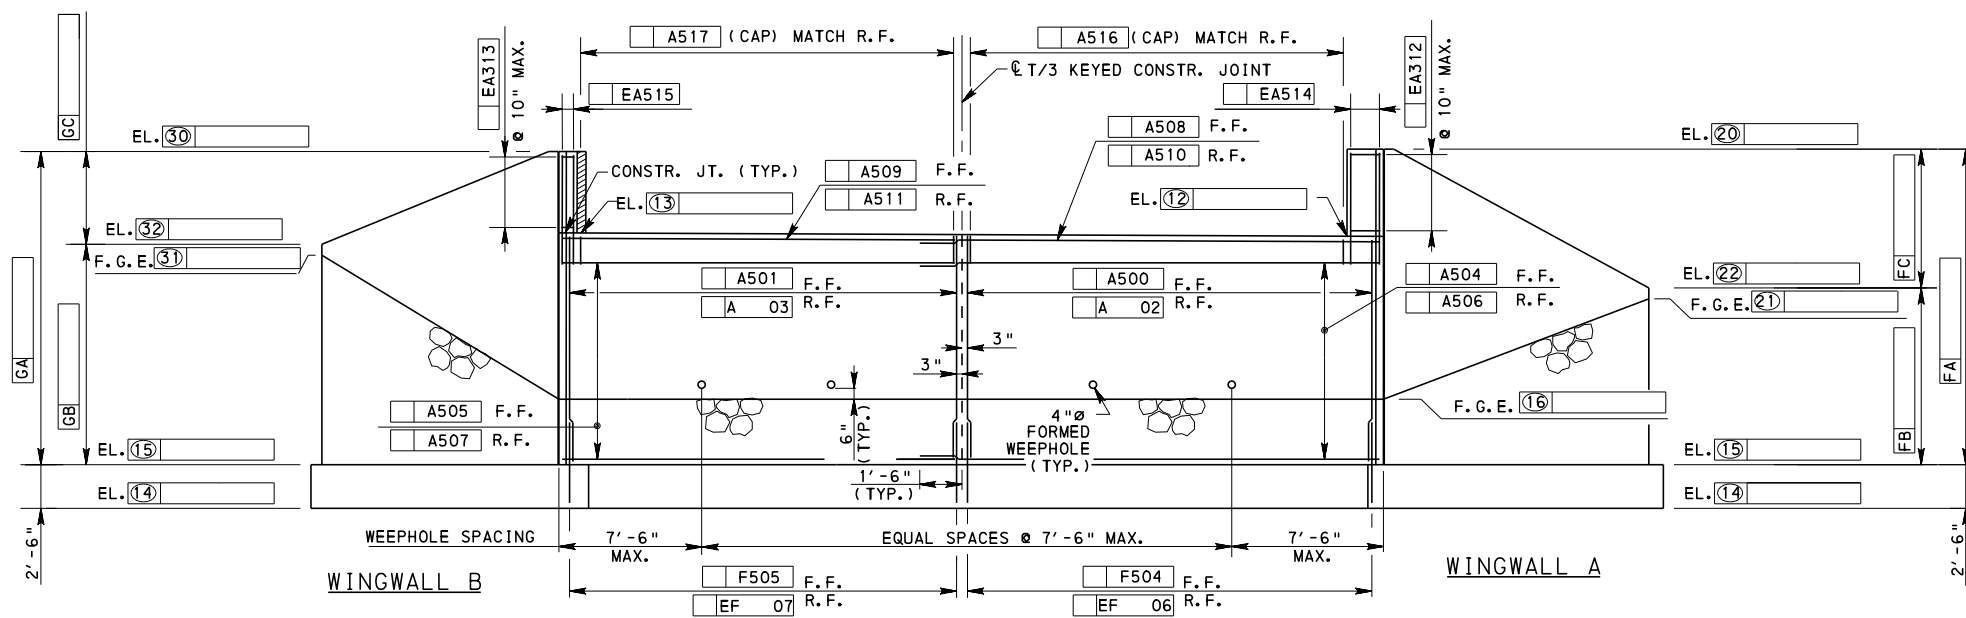 A517 (CAP) MATCH R.F.
A516 (CAP) MATCH R.F.
℄ T/3 KEYED CONSTR. JOINT
GC
EA313 @ 10" MAX.
EA515
EA514
EA312 @ 10" MAX.
EL. 30
EL. 20
A508 F.F.
A510 R.F.
CONSTR. JT. (TYP.)
A509 F.F.
A511 R.F.
EL. 13
EL. 12
EL. 32
F.G.E. 31
FC
EL. 22
F.G.E. 21
A501 F.F.
A 03 R.F.
A500 F.F.
A 02 R.F.
A504 F.F.
A506 R.F.
GA
GB
FA
FB
3"
3"
A505 F.F.
A507 R.F.
6"
(TYP.)
4"Ø
FORMED
WEEPHOLE
(TYP.)
F.G.E. 16
EL. 15
EL. 15
1'-6"
(TYP.)
EL. 14
EL. 14
2'-6"
2'-6"
WEEPHOLE SPACING
7'-6"
MAX.
EQUAL SPACES @ 7'-6" MAX.
7'-6"
MAX.
WINGWALL B
WINGWALL A
F505 F.F.
EF 07 R.F.
F504 F.F.
EF 06 R.F.